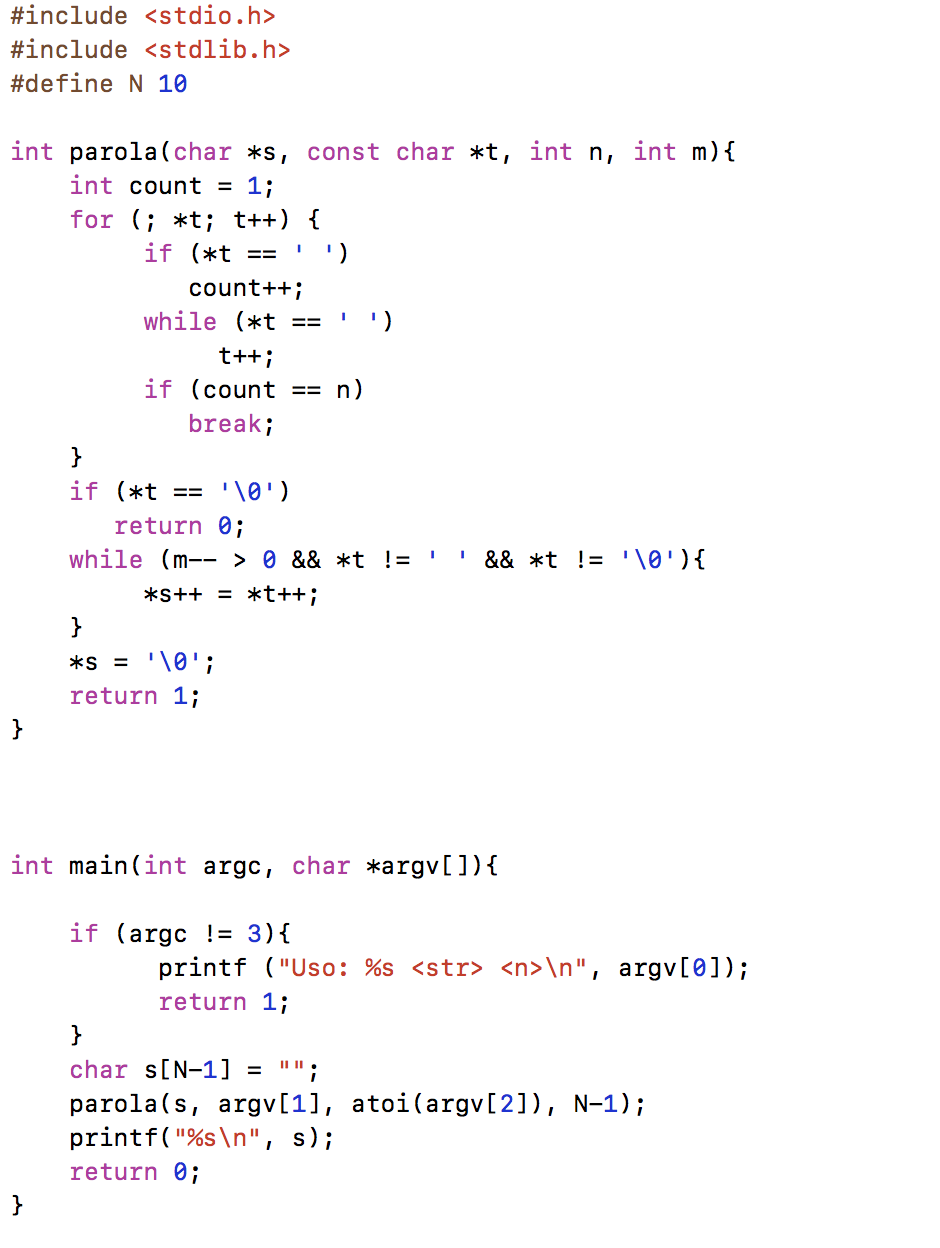 #include <stdio.h>
#include <stdlib.h>
#define N 10
int parola(char *s, const char *t, int n, int m){
int count = 1;
for (; *t; t++) {
if (*t == ' ')
count++;
while (*t == ' ')
t++;
if (count == n)
break;
}
if (*t == '\0')
return 0;
while (m-- > 0 && *t != ' ' && *t != '\0'){
*s++ = *t++;
}
*s = '\0';
return 1;
}
int main(int argc, char *argv[]){
if (argc != 3){
printf ("Uso: %s <str> <n>\n", argv[0]);
return 1;
}
char s[N-1] = "";
parola(s, argv[1], atoi(argv[2]), N-1);
printf("%s\n", s);
return 0;
}